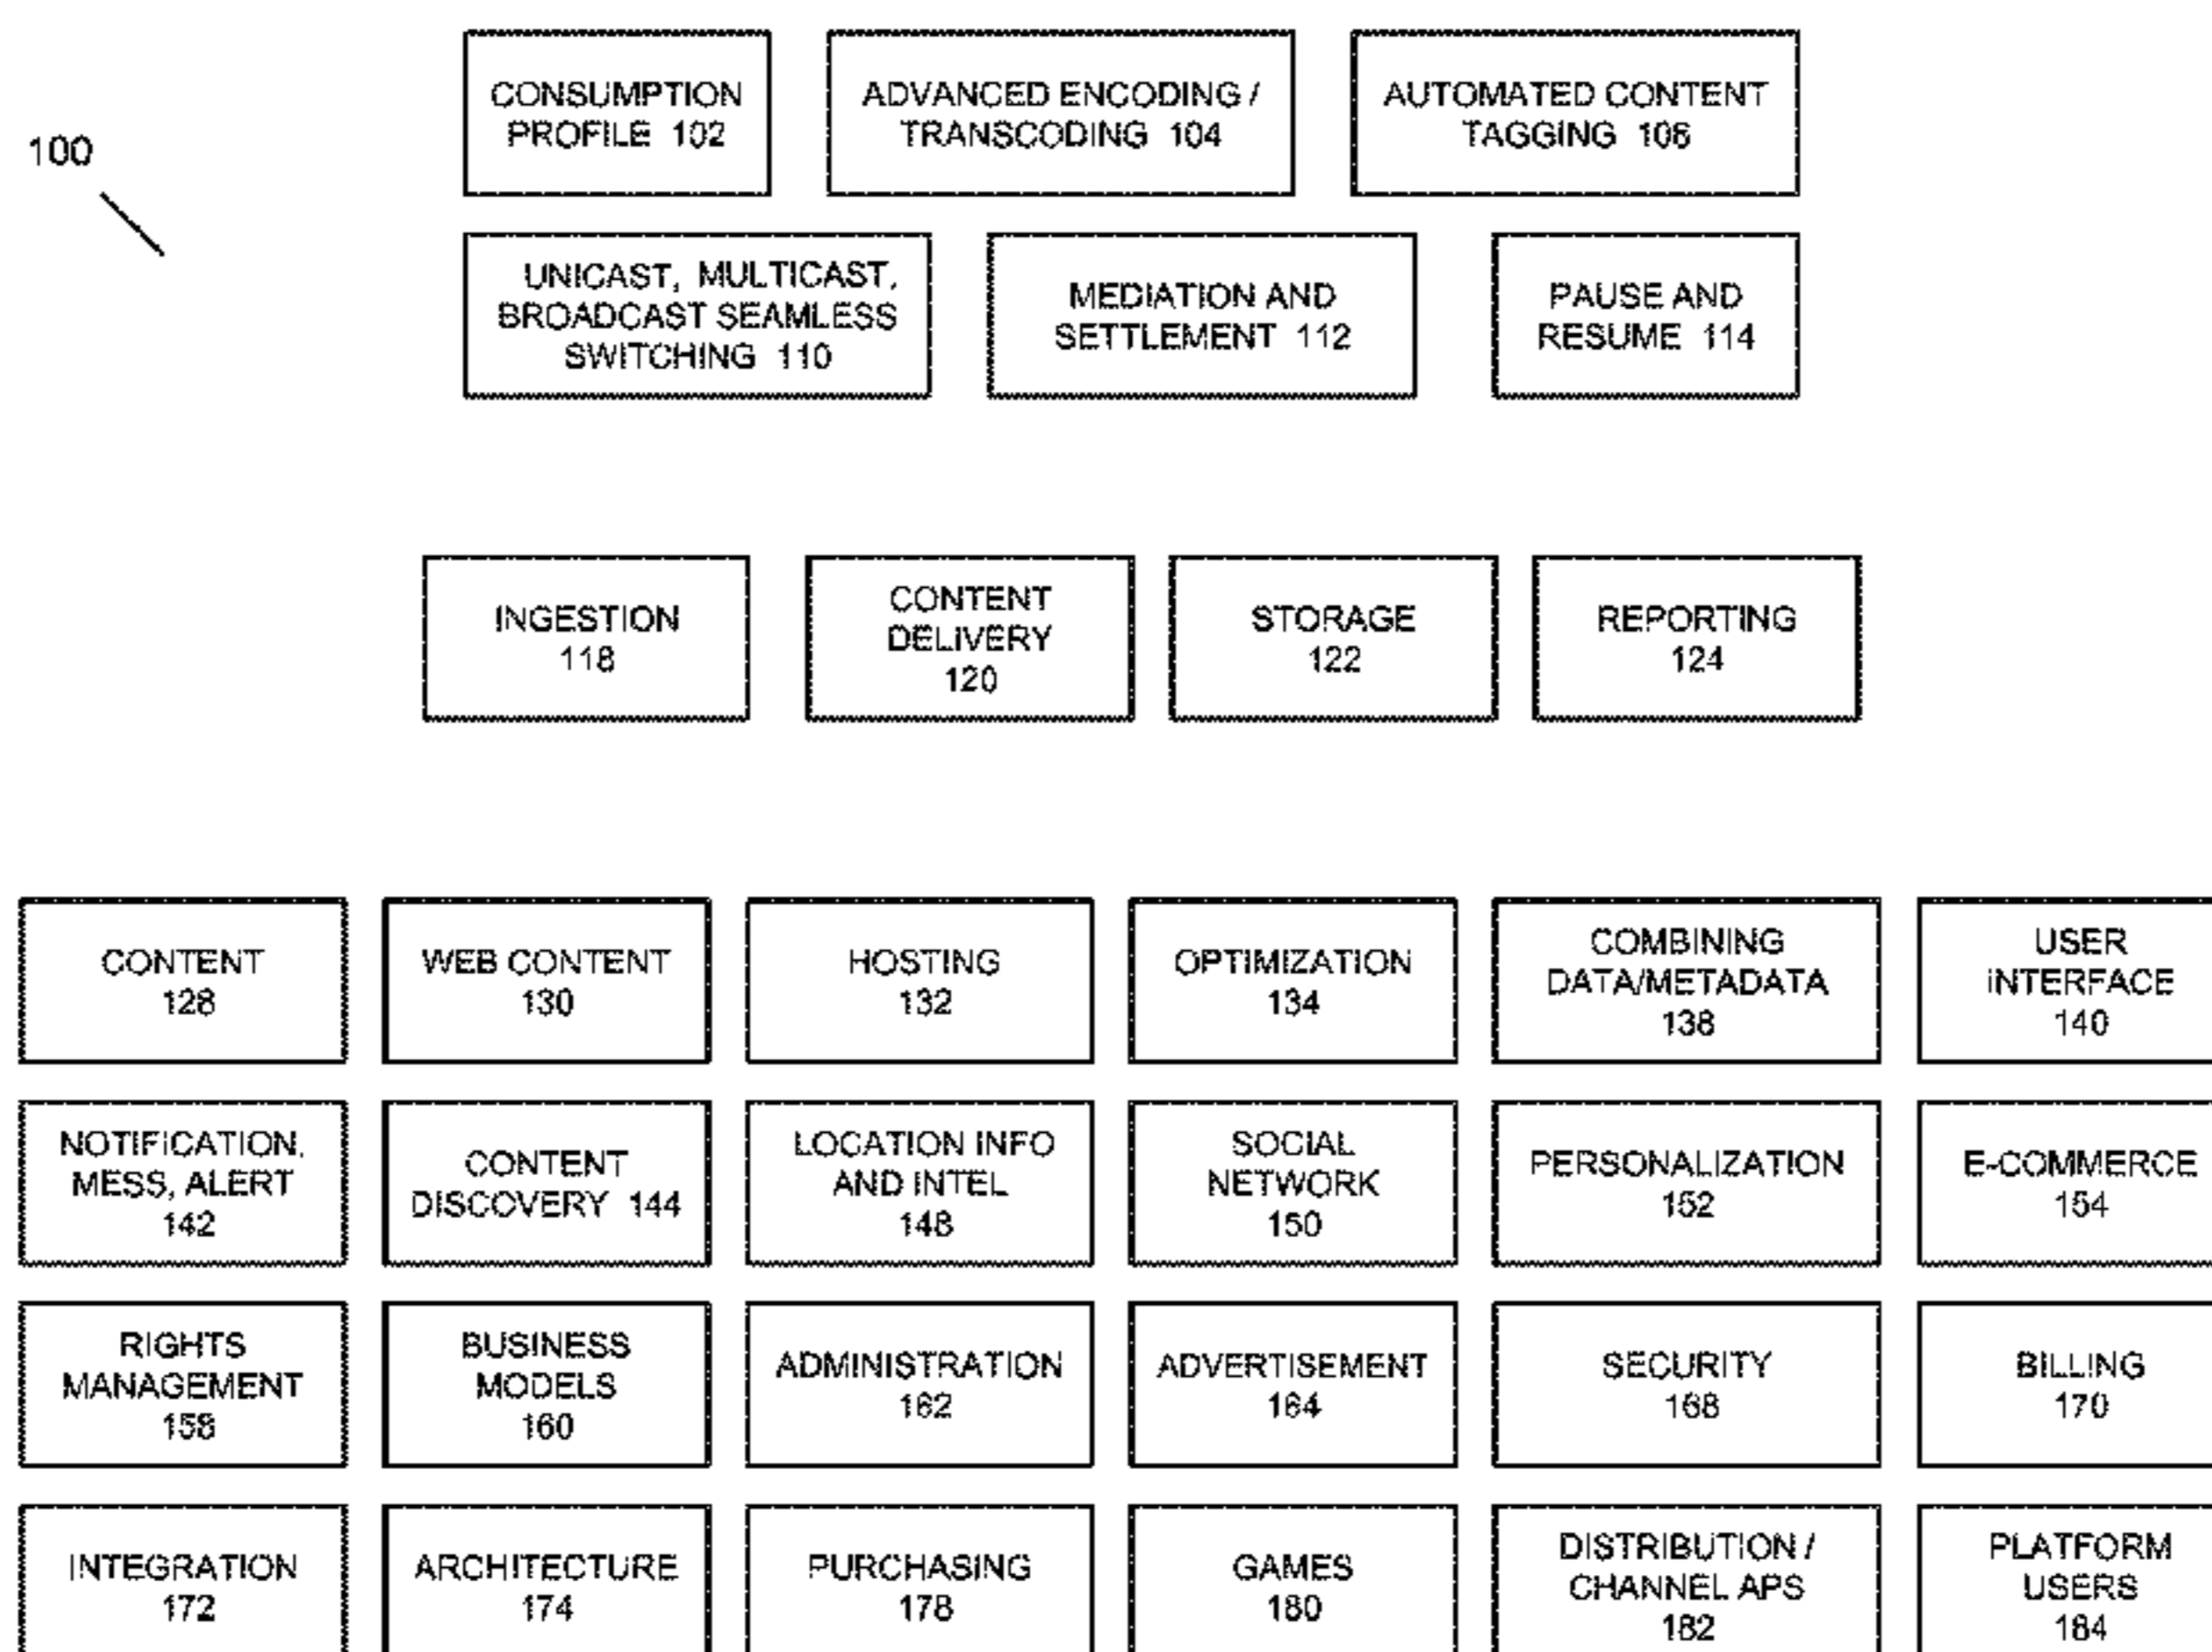 100
CONSUMPTION
PROFILE 102
ADVANCED ENCODING /
TRANSCODING 104
AUTOMATED CONTENT
TAGGING 108
UNICAST, MULTICAST,
BROADCAST SEAMLESS
SWITCHING 110
MEDIATION AND
SETTLEMENT 112
PAUSE AND
RESUME 114
INGESTION
118
CONTENT
DELIVERY
120
STORAGE
122
REPORTING
124
CONTENT
128
WEB CONTENT
130
HOSTING
132
OPTIMIZATION
134
COMBINING
DATA/METADATA
138
USER
INTERFACE
140
NOTIFICATION,
MESS, ALERT
142
CONTENT
DISCOVERY 144
LOCATION INFO
AND INTEL
148
SOCIAL
NETWORK
150
PERSONALIZATION
152
E-COMMERCE
154
RIGHTS
MANAGEMENT
158
BUSINESS
MODELS
160
ADMINISTRATION
162
ADVERTISEMENT
164
SECURITY
168
BILLING
170
INTEGRATION
172
ARCHITECTURE
174
PURCHASING
178
GAMES
180
DISTRIBUTION /
CHANNEL APS
182
PLATFORM
USERS
184